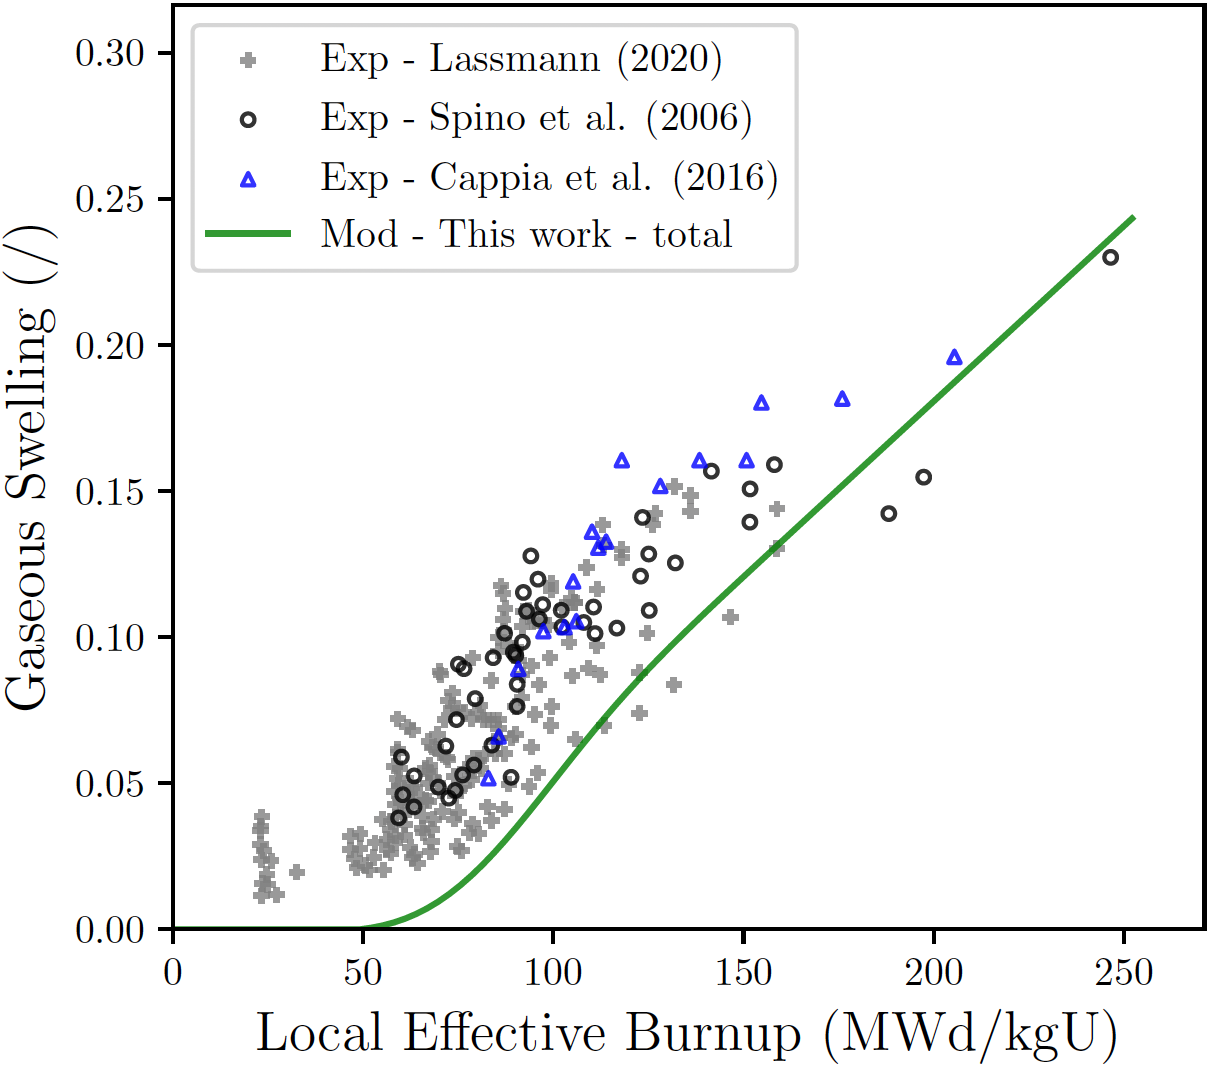 Exp - Lassmann (2020)
Exp - Spino et al. (2006)
Exp - Cappia et al. (2016)
Mod - This work - total
Gaseous Swelling (/)
0.30
0.25
0.20
0.15
0.10
0.05
0.00
0 50 100 150 200 250
Local Effective Burnup (MWd/kgU)